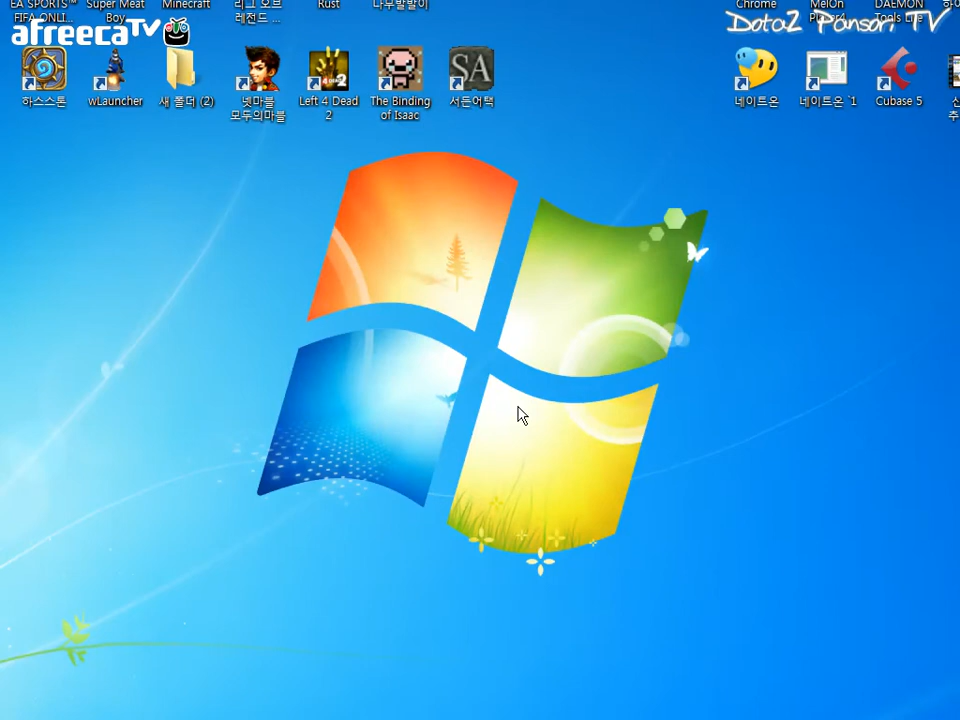 EA SPORTS™
FIFA ONLI...
Super Meat
Boy
Minecraft
리그 오브
레전드 ...
Rust
나무발발이
Chrome
DAEMON
Tools Lite
afreecaTV
Dota2 Pansori TV
하스스톤
wLauncher
새 폴더 (2)
넷마블
모두의마블
Left 4 Dead
2
The Binding
of Isaac
SA
서든어택
네이트온
네이트온 `1
Cubase 5